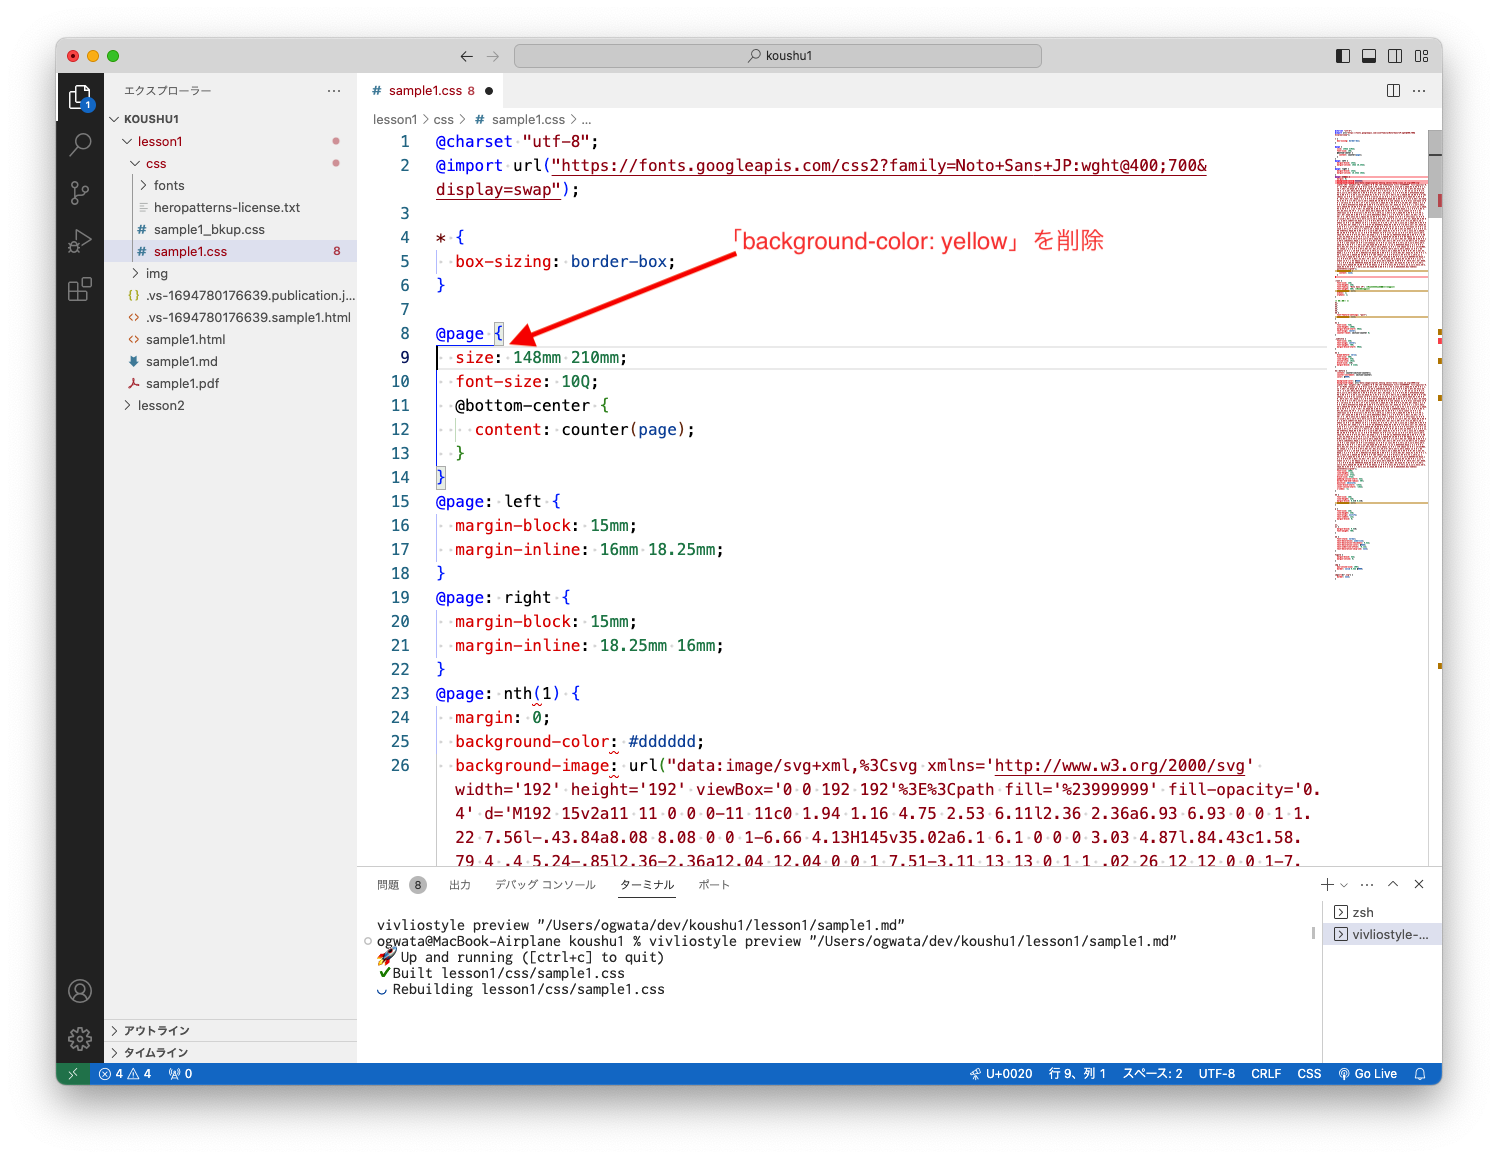 koushu1
エクスプローラー
KOUSHU1
lesson1
css
fonts
heropatterns-license.txt
sample1_bkup.css
sample1.css 8
img
.vs-1694780176639.publication.j...
.vs-1694780176639.sample1.html
sample1.html
sample1.md
sample1.pdf
lesson2
アウトライン
タイムライン
1
# sample1.css 8
lesson1 > css > # sample1.css > ...
1 @charset "utf-8";
2 @import url("https://fonts.googleapis.com/css2?family=Noto+Sans+JP:wght@400;700&
display=swap");
3
4 * {
「background-color: yellow」を削除
5 box-sizing: border-box;
6 }
7
8 @page {
9 size: 148mm 210mm;
10 font-size: 10Q;
11 @bottom-center {
12 content: counter(page);
13 }
14 }
15 @page: left {
16 margin-block: 15mm;
17 margin-inline: 16mm 18.25mm;
18 }
19 @page: right {
20 margin-block: 15mm;
21 margin-inline: 18.25mm 16mm;
22 }
23 @page: nth(1) {
24 margin: 0;
25 background-color: #dddddd;
26 background-image: url("data:image/svg+xml,%3Csvg xmlns='http://www.w3.org/2000/svg'
width='192' height='192' viewBox='0 0 192 192'%3E%3Cpath fill='%23999999' fill-opacity='0.
4' d='M192 15v2a11 11 0 0 0-11 11c0 1.94 1.16 4.75 2.53 6.11l2.36 2.36a6.93 6.93 0 0 1 1.
22 7.56l-.43.84a8.08 8.08 0 0 1-6.66 4.13H145v35.02a6.1 6.1 0 0 0 3.03 4.87l.84.43c1.58.
79 4 .4 5.24-.85l2.36-2.36a12.04 12.04 0 0 1 7.51-3.11 13 13 0 1 1 .02 26 12 12 0 0 1-7.
問題 8 出力 デバッグ コンソール ターミナル ポート
vivliostyle preview "/Users/ogwata/dev/koushu1/lesson1/sample1.md"
ogwata@MacBook-Airplane koushu1 % vivliostyle preview "/Users/ogwata/dev/koushu1/lesson1/sample1.md"
🚀 Up and running ([ctrl+c] to quit)
✔ Built lesson1/css/sample1.css
Rebuilding lesson1/css/sample1.css
zsh
vivliostyle-...
4 4 0 U+0020 行 9、列 1 スペース: 2 UTF-8 CRLF CSS Go Live